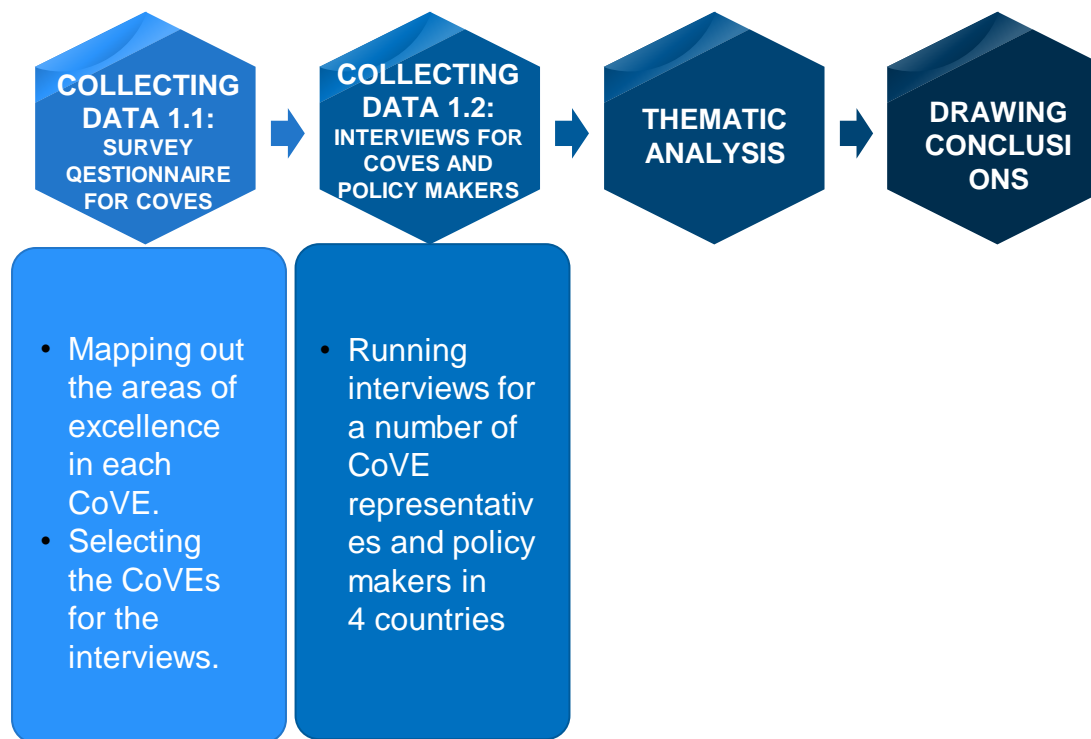 COLLECTING
DATA 1.1:
SURVEY
QESTIONNAIRE
FOR COVES
COLLECTING
DATA 1.2:
INTERVIEWS FOR
COVES AND
POLICY MAKERS
THEMATIC
ANALYSIS
DRAWING
CONCLUSI
ONS
• Mapping out
the areas of
excellence
in each
CoVE.
• Selecting
the CoVEs
for the
interviews.
• Running
interviews for
a number of
CoVE
representativ
es and policy
makers in
4 countries